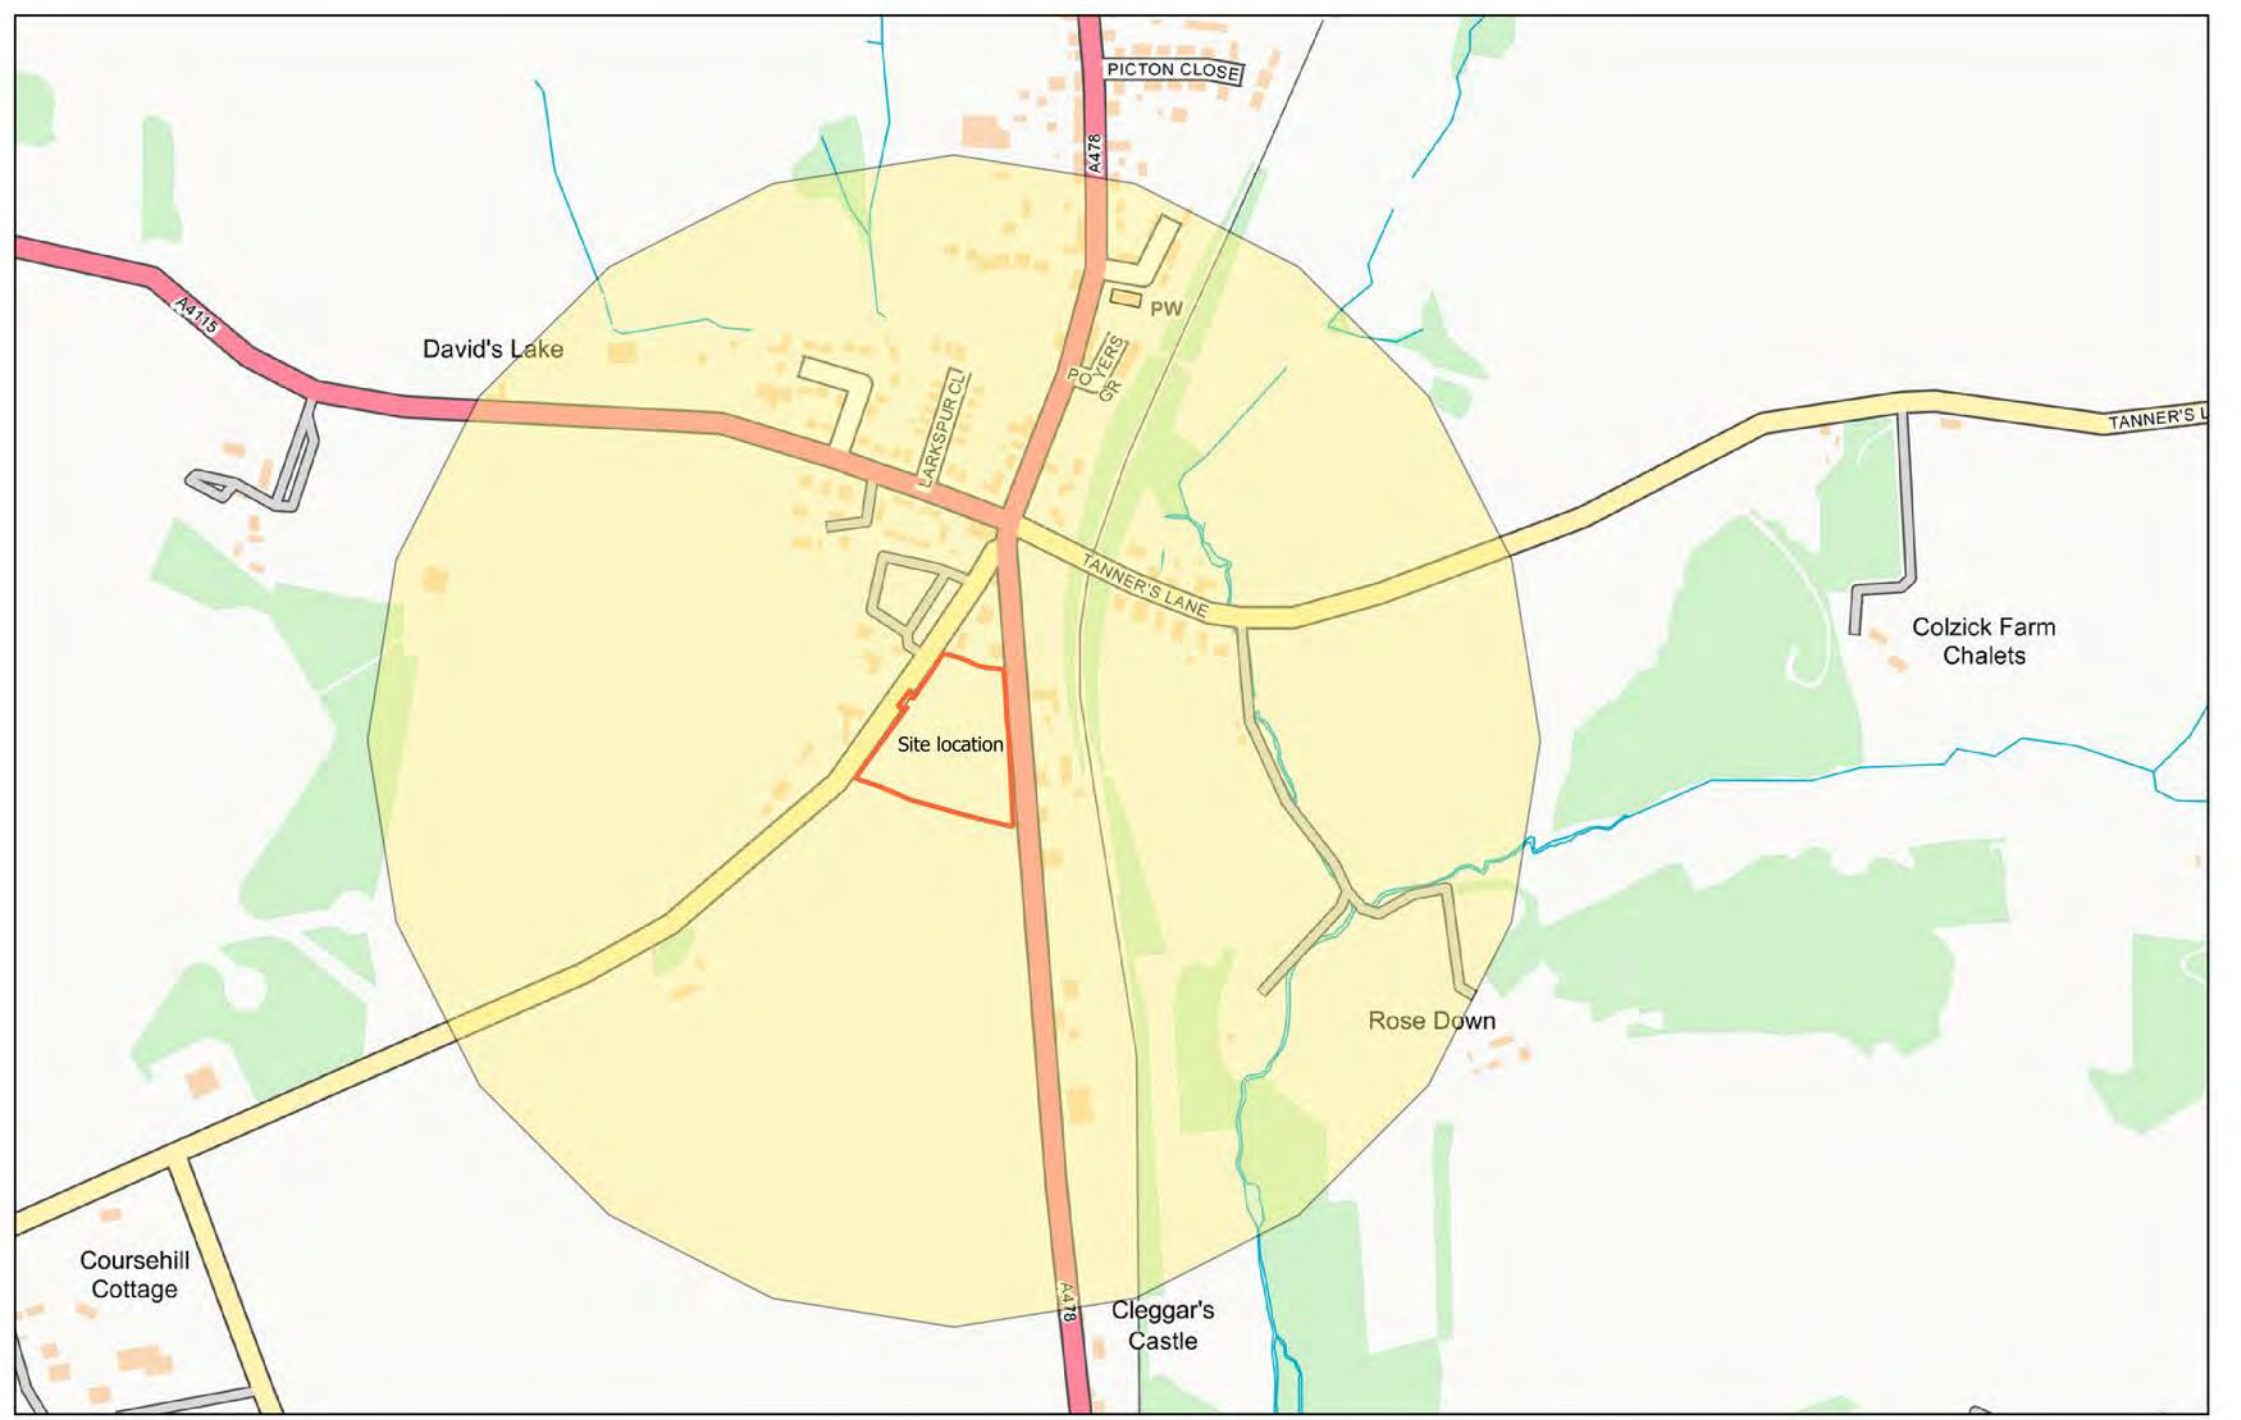 PICTON CLOSE
A478
A4115
David's Lake
PW
POYERS
GR
LARKSPUR CL
TANNER'S L
TANNER'S LANE
Colzick Farm
Chalets
Site location
Rose Down
Coursehill
Cottage
A478
Cleggar's
Castle